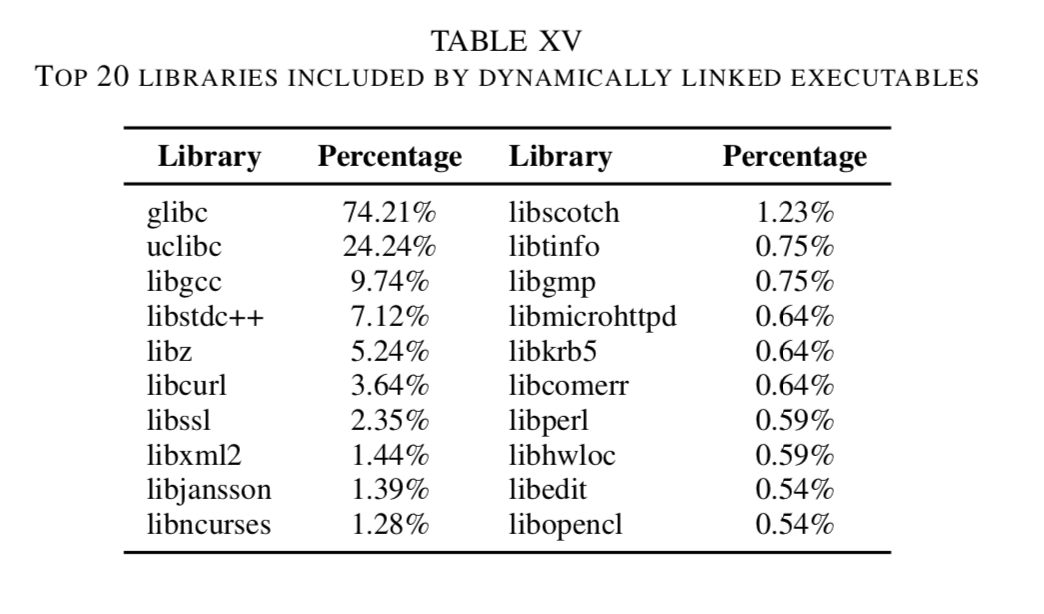 TABLE XV
TOP 20 LIBRARIES INCLUDED BY DYNAMICALLY LINKED EXECUTABLES
Library Percentage Library Percentage
glibc 74.21% libscotch 1.23%
uclibc 24.24% libtinfo 0.75%
libgcc 9.74% libgmp 0.75%
libstdc++ 7.12% libmicrohttpd 0.64%
libz 5.24% libkrb5 0.64%
libcurl 3.64% libcomerr 0.64%
libssl 2.35% libperl 0.59%
libxml2 1.44% libhwloc 0.59%
libjansson 1.39% libedit 0.54%
libncurses 1.28% libopencl 0.54%